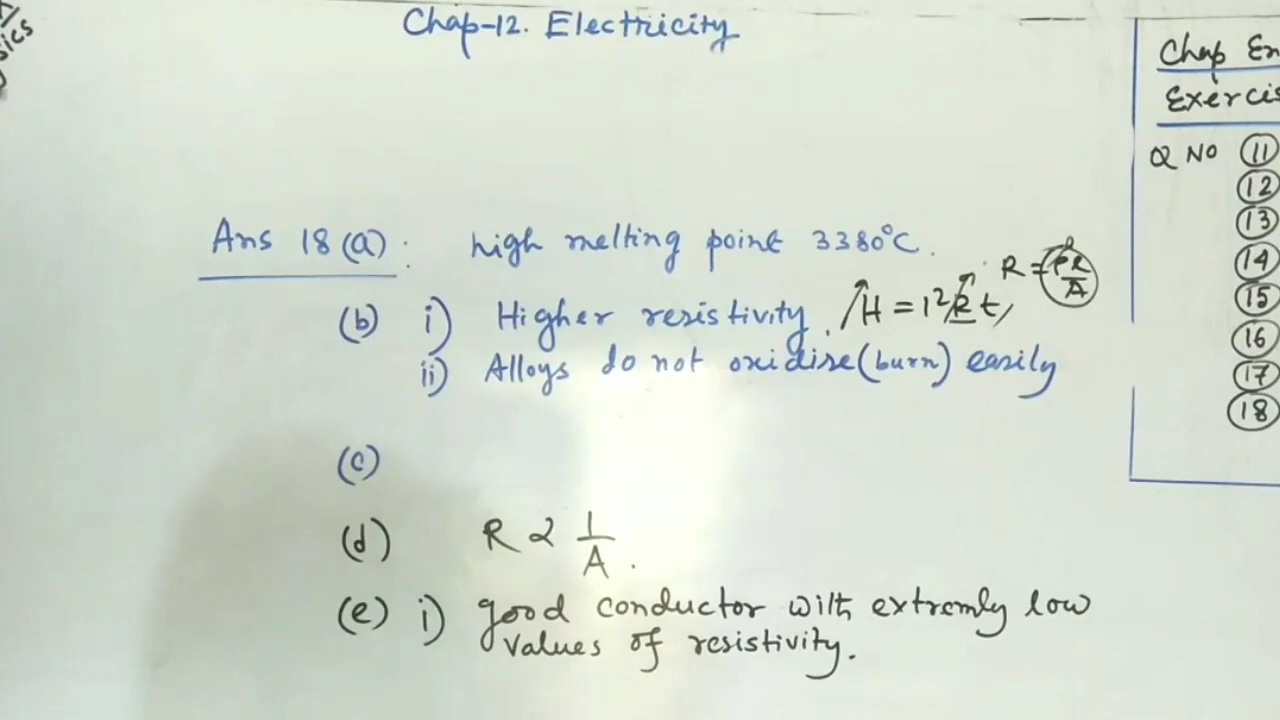 Chap-12. Electricity
Chap En
Exercis
Q No 11
12
13
14
15
16
17
18
Ans 18 (a): high melting point 3380°C.
(b) i) Higher resistivity. ↑H = I²Rt, R = ρl/A
ii) Alloys do not oxidise (burn) easily
(c)
(d) R ∝ 1/A.
(e) i) good conductor with extremly low
values of resistivity.